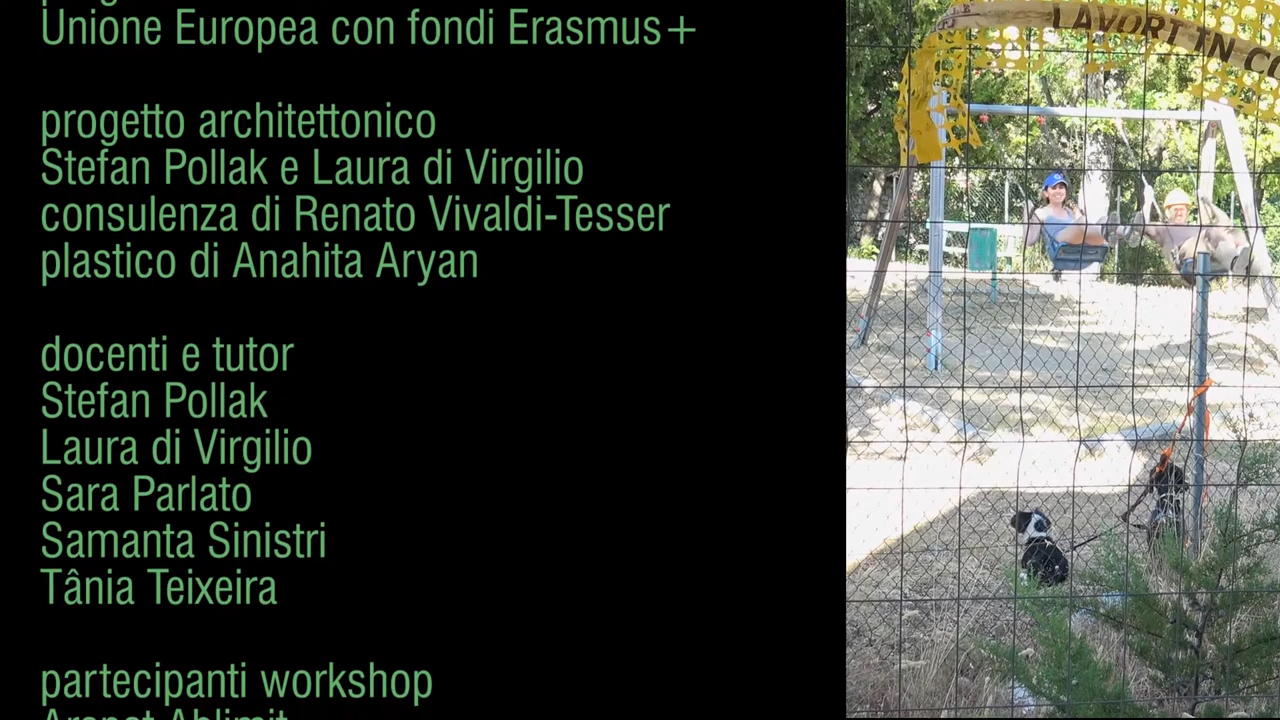 Unione Europea con fondi Erasmus+
progetto architettonico
Stefan Pollak e Laura di Virgilio
consulenza di Renato Vivaldi-Tesser
plastico di Anahita Aryan
docenti e tutor
Stefan Pollak
Laura di Virgilio
Sara Parlato
Samanta Sinistri
Tânia Teixeira
partecipanti workshop
LAVORI IN CO